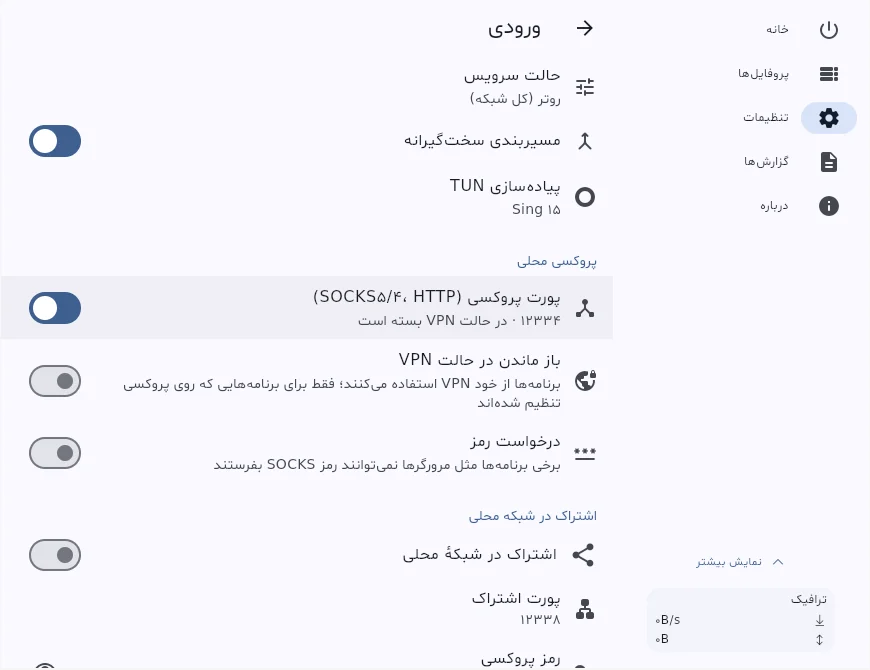 خانه
پروفایل‌ها
تنظیمات
گزارش‌ها
درباره
نمایش بیشتر
ترافیک
۰B/s
۰B
ورودی
حالت سرویس
روتر (کل شبکه)
مسیربندی سخت‌گیرانه
پیاده‌سازی TUN
Sing ۱۵
پروکسی محلی
پورت پروکسی (SOCKS۵/۴، HTTP)
۱۲۳۳۴ · در حالت VPN بسته است
باز ماندن در حالت VPN
برنامه‌ها از خود VPN استفاده می‌کنند؛ فقط برای برنامه‌هایی که روی پروکسی
تنظیم شده‌اند
درخواست رمز
برخی برنامه‌ها مثل مرورگرها نمی‌توانند رمز SOCKS بفرستند
اشتراک در شبکه محلی
اشتراک در شبکهٔ محلی
پورت اشتراک
۱۲۳۳۸
رمز پروکسی